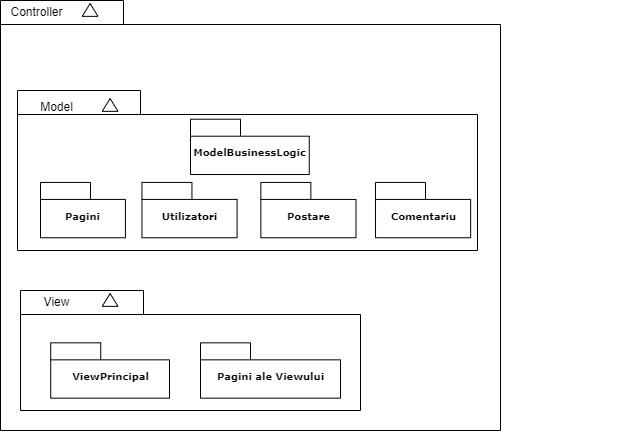 Controller
Model
ModelBusinessLogic
Pagini
Utilizatori
Postare
Comentariu
View
ViewPrincipal
Pagini ale Viewului